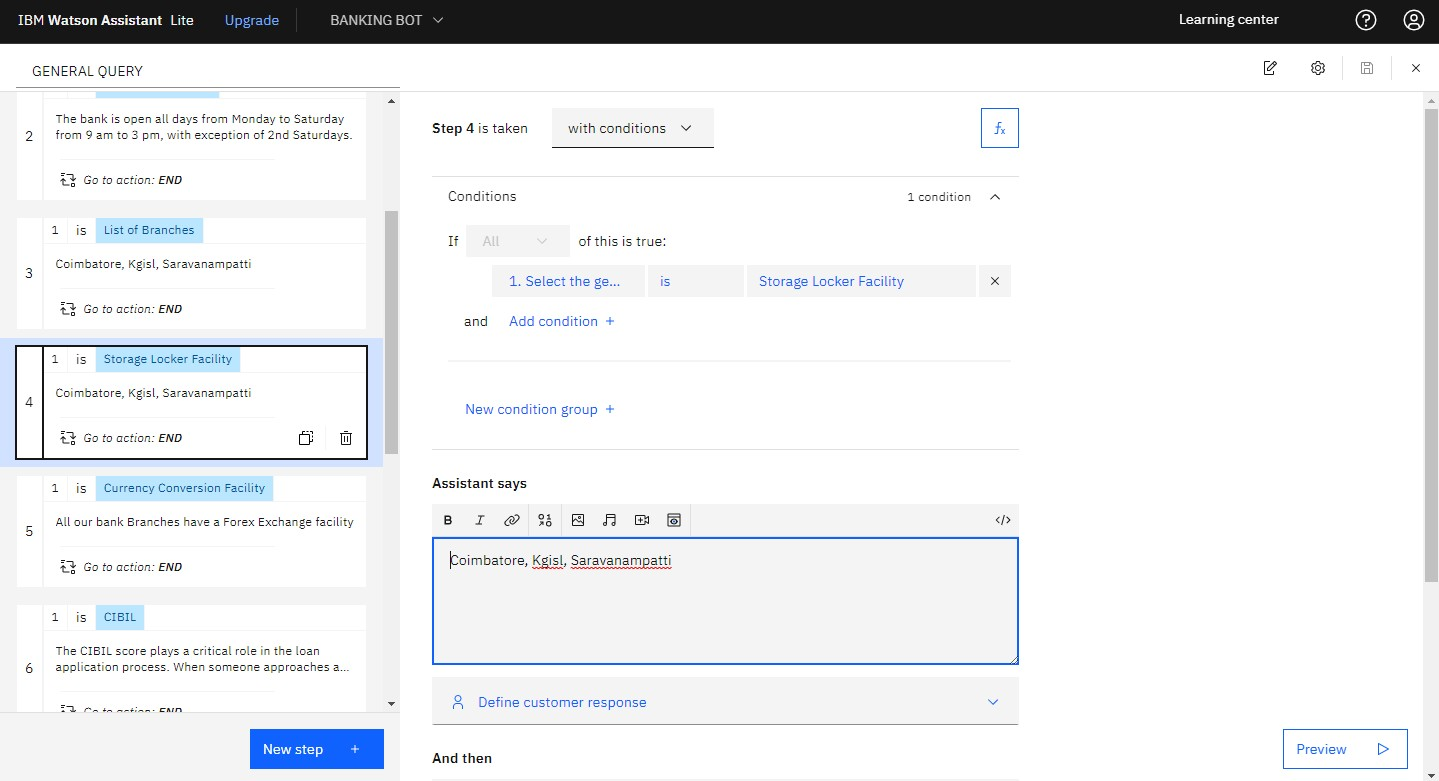 IBM Watson Assistant Lite Upgrade BANKING BOT Learning center
GENERAL QUERY
2
The bank is open all days from Monday to Saturday
from 9 am to 3 pm, with exception of 2nd Saturdays.
Go to action: END
1 is List of Branches
3
Coimbatore, Kgisl, Saravanampatti
Go to action: END
1 is Storage Locker Facility
4
Coimbatore, Kgisl, Saravanampatti
Go to action: END
1 is Currency Conversion Facility
5
All our bank Branches have a Forex Exchange facility
Go to action: END
1 is CIBIL
6
The CIBIL score plays a critical role in the loan
application process. When someone approaches a...
Go to action: END
New step +
Step 4 is taken with conditions fx
Conditions 1 condition
If All of this is true:
1. Select the ge... is Storage Locker Facility ×
and Add condition +
New condition group +
Assistant says
B I </>
Coimbatore, Kgisl, Saravanampatti
Define customer response
And then
Preview